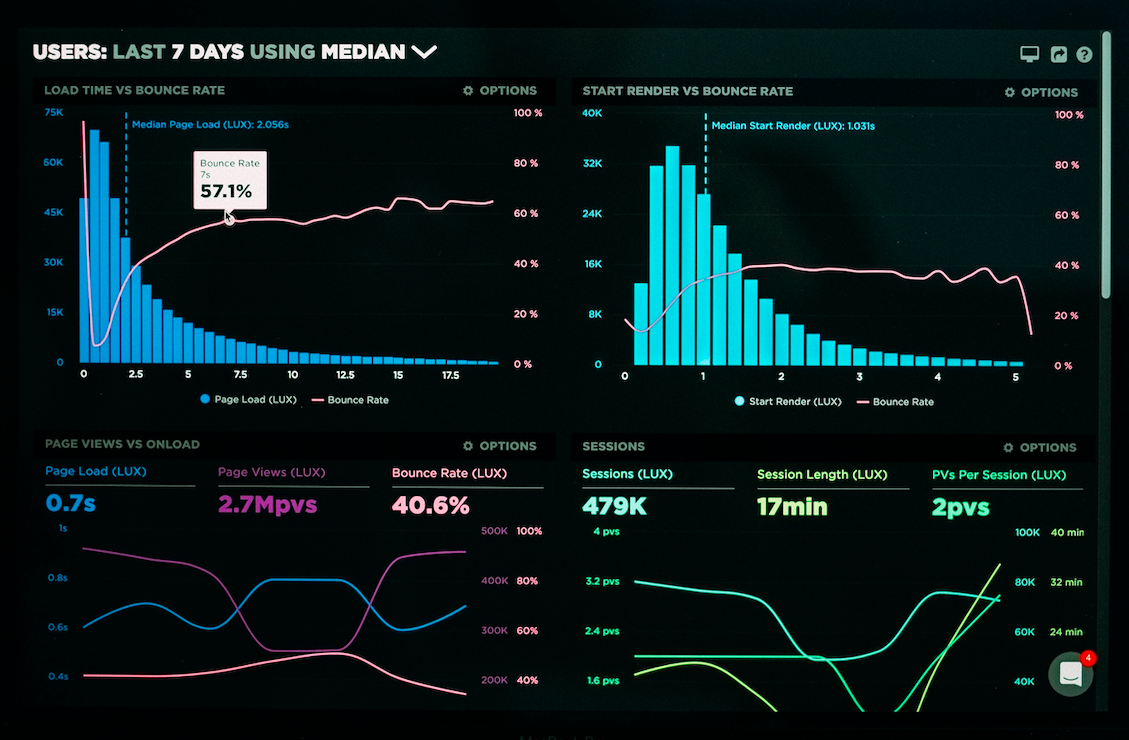 USERS: LAST 7 DAYS USING MEDIAN
LOAD TIME VS BOUNCE RATE
OPTIONS
75K
60K
45K
30K
15K
0
100 %
80 %
60 %
40 %
20 %
0 %
Median Page Load (LUX): 2.056s
Bounce Rate
7s
57.1%
0 2.5 5 7.5 10 12.5 15 17.5
Page Load (LUX) Bounce Rate
START RENDER VS BOUNCE RATE
OPTIONS
40K
32K
24K
16K
8K
0
100 %
80 %
60 %
40 %
20 %
0 %
Median Start Render (LUX): 1.031s
0 1 2 3 4 5
Start Render (LUX) Bounce Rate
PAGE VIEWS VS ONLOAD
OPTIONS
Page Load (LUX)
0.7s
Page Views (LUX)
2.7Mpvs
Bounce Rate (LUX)
40.6%
1s
0.8s
0.6s
0.4s
500K 100%
400K 80%
300K 60%
200K 40%
SESSIONS
OPTIONS
Sessions (LUX)
479K
Session Length (LUX)
17min
PVs Per Session (LUX)
2pvs
4 pvs
3.2 pvs
2.4 pvs
1.6 pvs
100K 40 min
80K 32 min
60K 24 min
40K
4